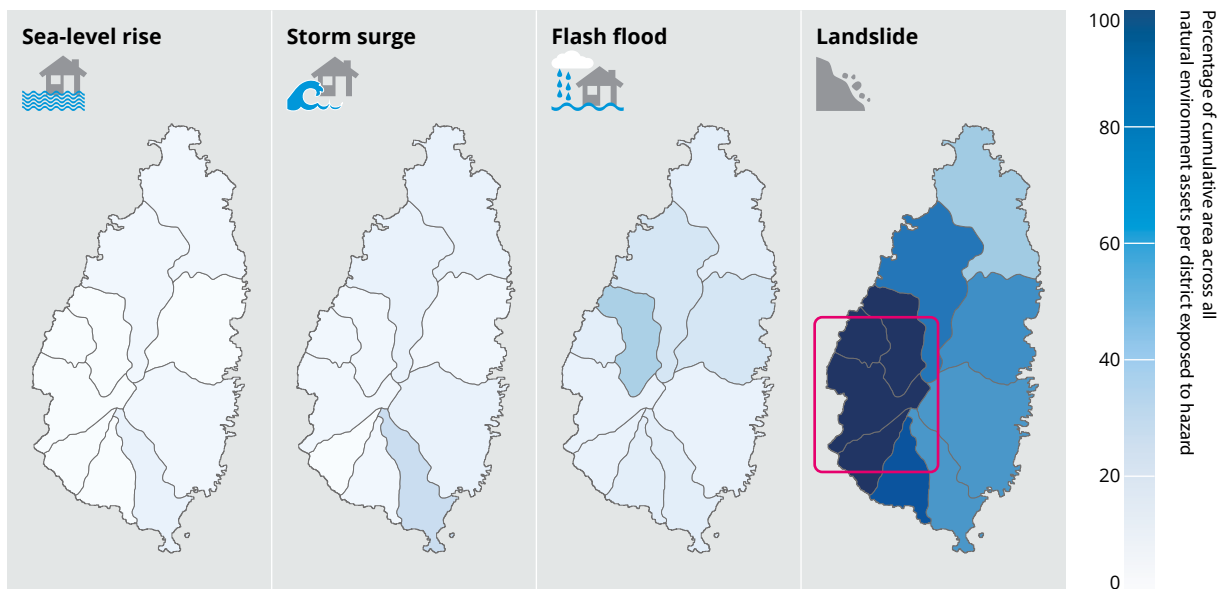 Sea-level rise
Storm surge
Flash flood
Landslide
100
80
60
40
20
0
Percentage of cumulative area across all
natural environment assets per district exposed to hazard